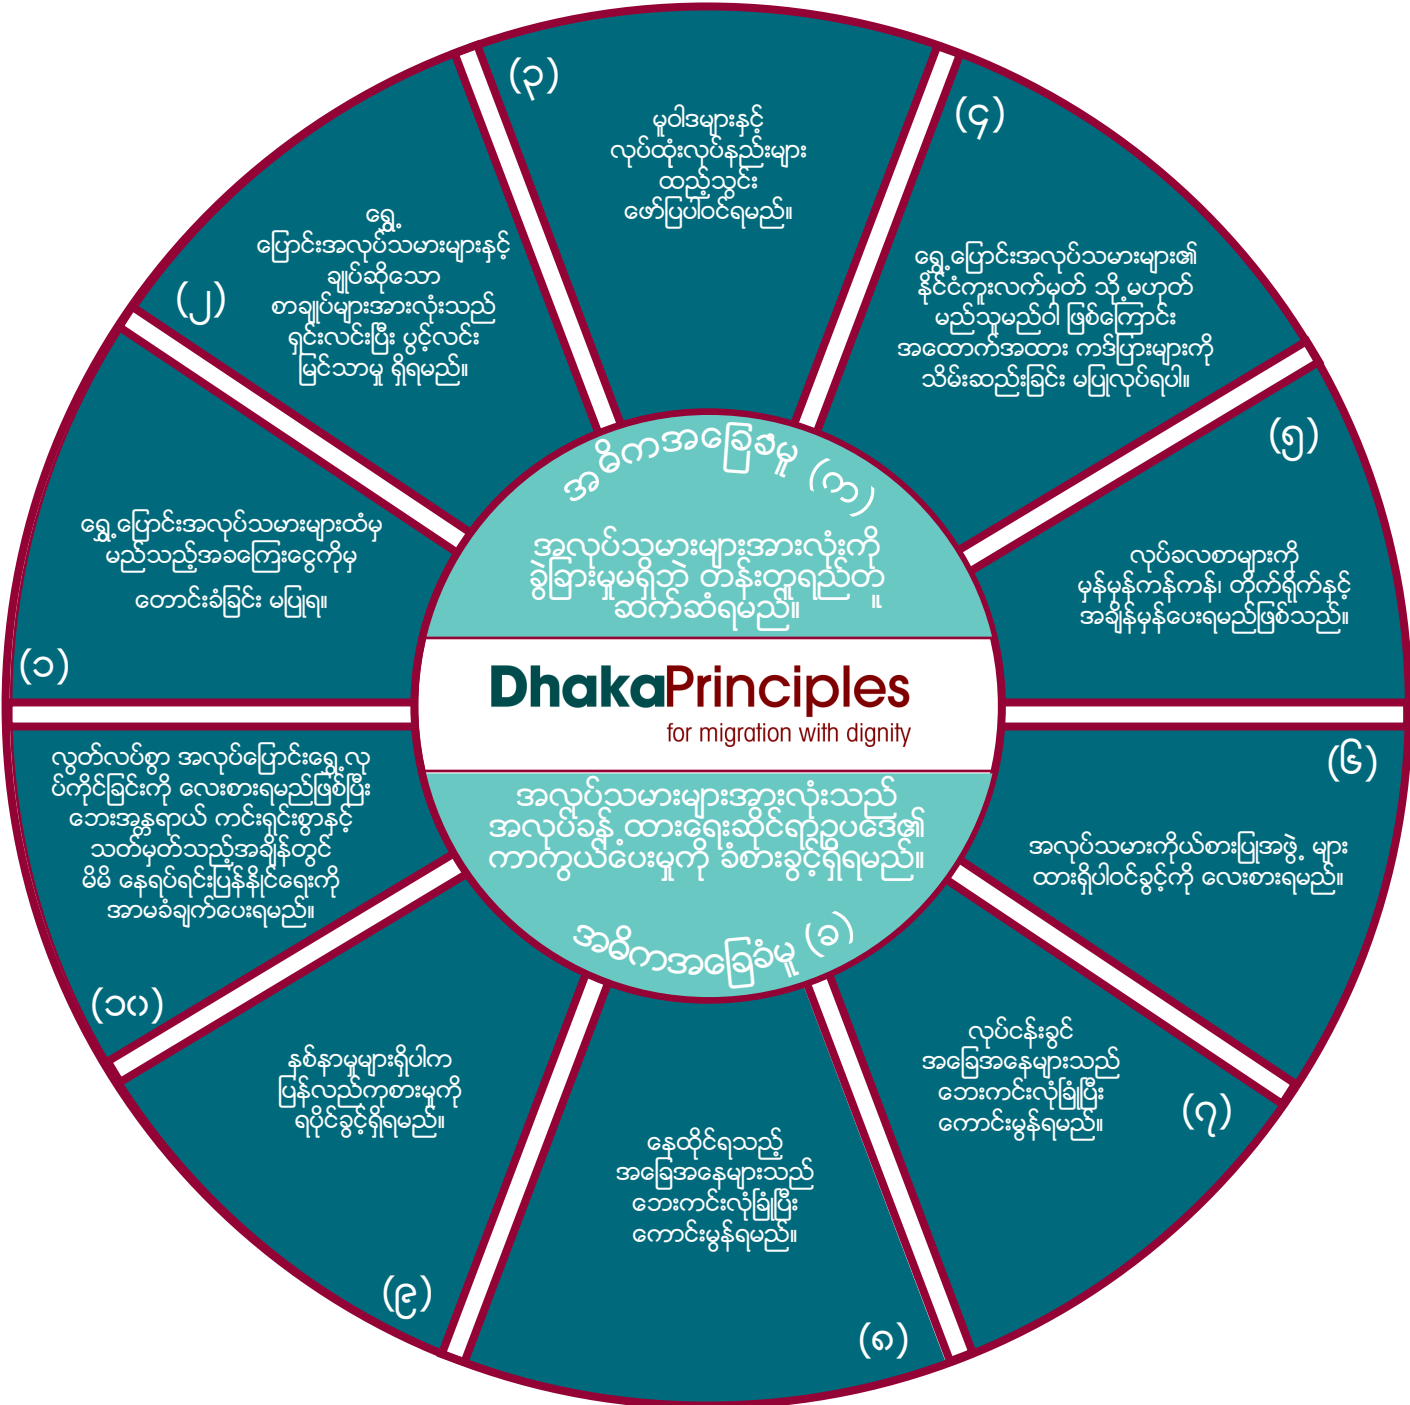 အဓိကအခြေခံမူ (က)
အလုပ်သမားများအားလုံးကို
ခွဲခြားမှုမရှိဘဲ တန်းတူရည်တူ
ဆက်ဆံရမည်။
DhakaPrinciples
for migration with dignity
အလုပ်သမားများအားလုံးသည်
အလုပ်ခန့်ထားရေးဆိုင်ရာဥပဒေ၏
ကာကွယ်ပေးမှုကို ခံစားခွင့်ရှိရမည်။
အဓိကအခြေခံမူ (ခ)
ရွှေ့ပြောင်းအလုပ်သမားများထံမှ
မည်သည့်အခကြေးငွေကိုမှ
တောင်းခံခြင်း မပြုရ။
(၁)
(၂)
ရွှေ့
ပြောင်းအလုပ်သမားများနှင့်
ချုပ်ဆိုသော
စာချုပ်များအားလုံးသည်
ရှင်းလင်းပြီး ပွင့်လင်း
မြင်သာမှု ရှိရမည်။
(၃)
မူဝါဒများနှင့်
လုပ်ထုံးလုပ်နည်းများ
ထည့်သွင်း
ဖော်ပြပါဝင်ရမည်။
(၄)
ရွှေ့ပြောင်းအလုပ်သမားများ၏
နိုင်ငံကူးလက်မှတ် သို့မဟုတ်
မည်သူမည်ဝါ ဖြစ်ကြောင်း
အထောက်အထား ကဒ်ပြားများကို
သိမ်းဆည်းခြင်း မပြုလုပ်ရပါ။
(၅)
လုပ်ခလစာများကို
မှန်မှန်ကန်ကန်၊ တိုက်ရိုက်နှင့်
အချိန်မှန်ပေးရမည်ဖြစ်သည်။
(၆)
အလုပ်သမားကိုယ်စားပြုအဖွဲ့ များ
ထားရှိပါဝင်ခွင့်ကို လေးစားရမည်။
လုပ်ငန်းခွင်
အခြေအနေများသည်
ဘေးကင်းလုံခြုံပြီး
ကောင်းမွန်ရမည်။
(၇)
နေထိုင်ရသည့်
အခြေအနေများသည်
ဘေးကင်းလုံခြုံပြီး
ကောင်းမွန်ရမည်။
(၈)
နစ်နာမှုများရှိပါက
ပြန်လည်ကုစားမှုကို
ရပိုင်ခွင့်ရှိရမည်။
(၉)
လွတ်လပ်စွာ အလုပ်ပြောင်းရွှေ့လု
ပ်ကိုင်ခြင်းကို လေးစားရမည်ဖြစ်ပြီး
ဘေးအန္တရာယ် ကင်းရှင်းစွာနှင့်
သတ်မှတ်သည့်အချိန်တွင်
မိမိ နေရပ်ရင်းပြန်နိုင်ရေးကို
အာမခံချက်ပေးရမည်။
(၁၀)